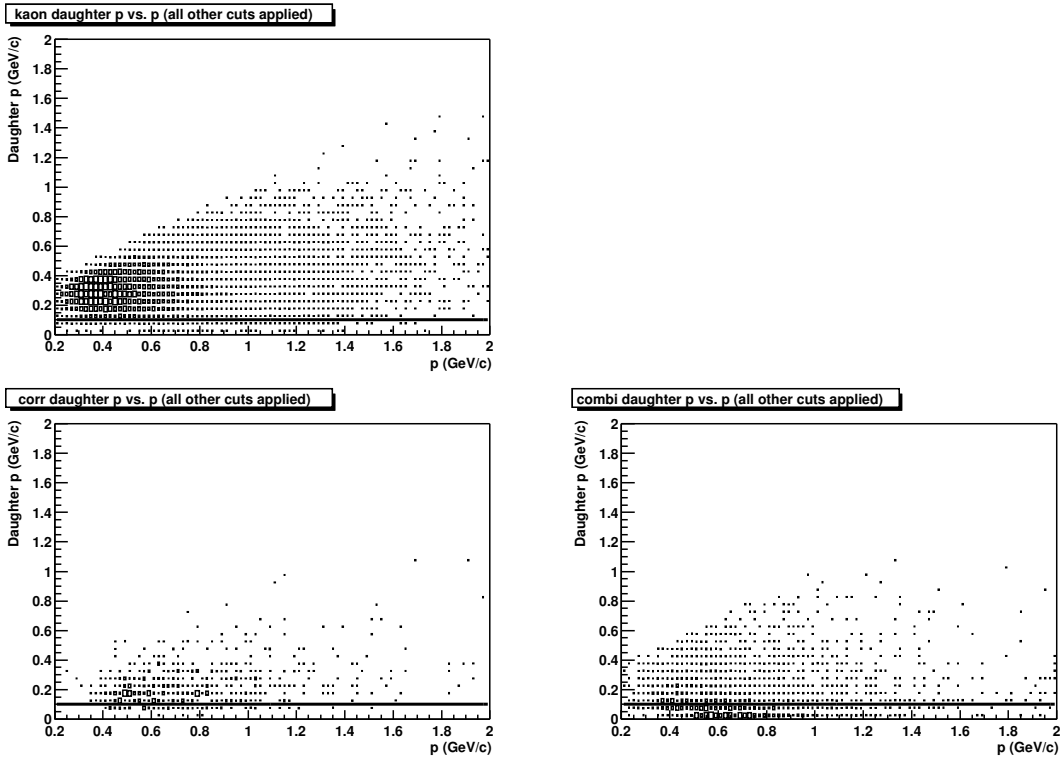 kaon daughter p vs. p (all other cuts applied)
Daughter p (GeV/c)
2
1.8
1.6
1.4
1.2
1
0.8
0.6
0.4
0.2
0
0.2 0.4 0.6 0.8 1 1.2 1.4 1.6 1.8 2
p (GeV/c)
corr daughter p vs. p (all other cuts applied)
Daughter p (GeV/c)
2
1.8
1.6
1.4
1.2
1
0.8
0.6
0.4
0.2
0
0.2 0.4 0.6 0.8 1 1.2 1.4 1.6 1.8 2
p (GeV/c)
combi daughter p vs. p (all other cuts applied)
Daughter p (GeV/c)
2
1.8
1.6
1.4
1.2
1
0.8
0.6
0.4
0.2
0
0.2 0.4 0.6 0.8 1 1.2 1.4 1.6 1.8 2
p (GeV/c)